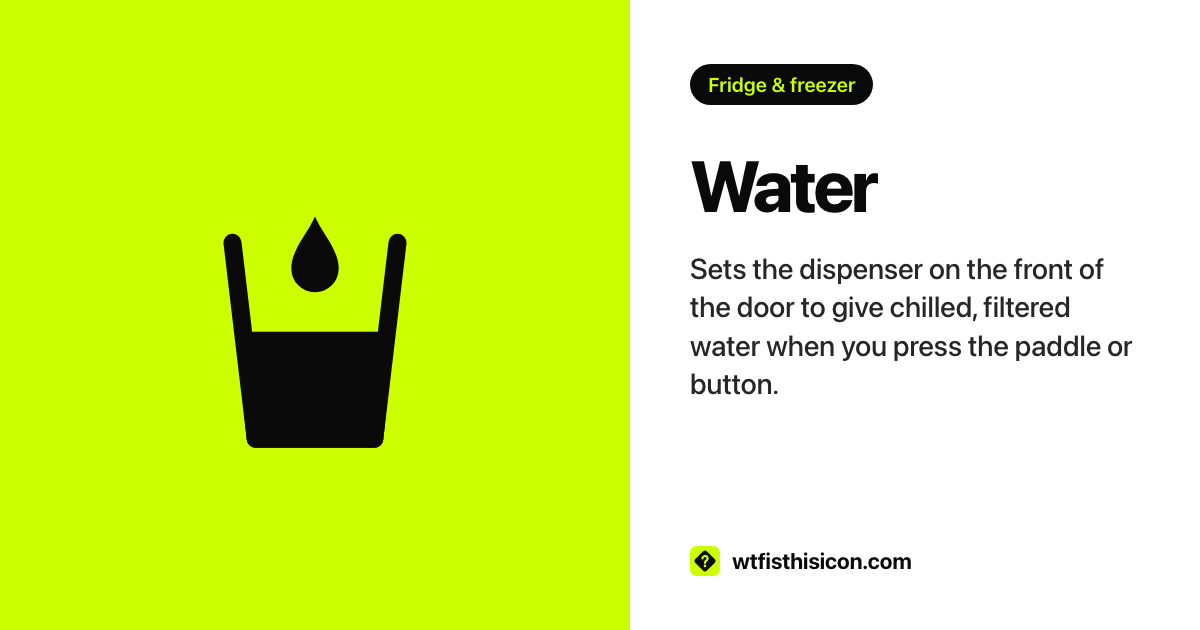 Fridge & freezer
Water
Sets the dispenser on the front of
the door to give chilled, filtered
water when you press the paddle or
button.
?
wtfisthisicon.com